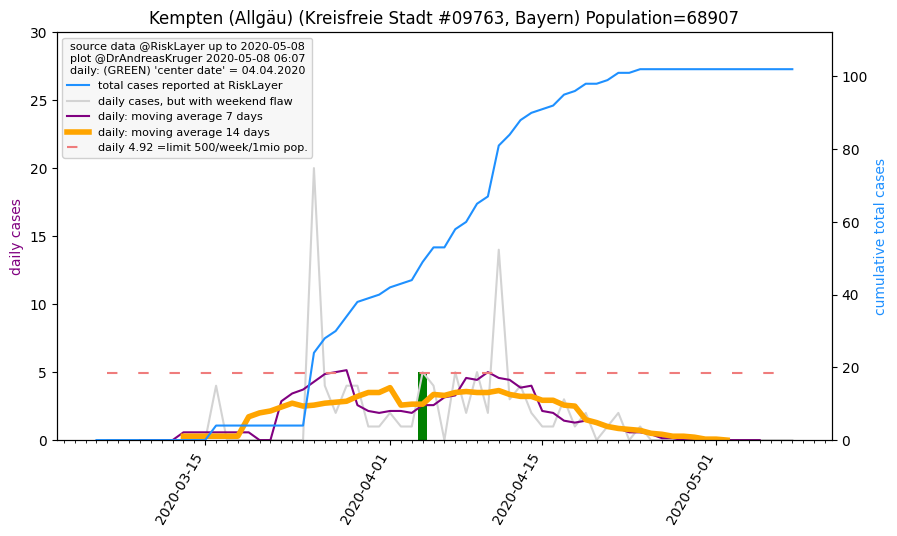 Kempten (Allgäu) (Kreisfreie Stadt #09763, Bayern) Population=68907
source data @RiskLayer up to 2020-05-08
plot @DrAndreasKruger 2020-05-08 06:07
daily: (GREEN) 'center date' = 04.04.2020
total cases reported at RiskLayer
daily cases, but with weekend flaw
daily: moving average 7 days
daily: moving average 14 days
daily 4.92 =limit 500/week/1mio pop.
daily cases
30
25
20
15
10
5
0
cumulative total cases
100
80
60
40
20
0
2020-03-15
2020-04-01
2020-04-15
2020-05-01